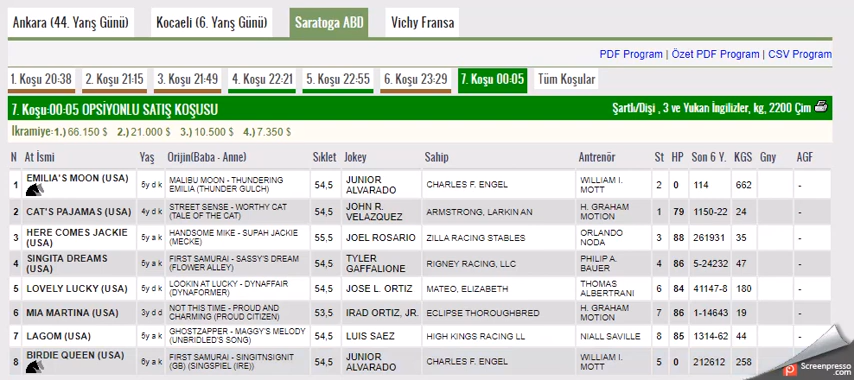 Ankara (44. Yarış Günü) Kocaeli (6. Yarış Günü) Saratoga ABD Vichy Fransa
PDF Program | Özet PDF Program | CSV Program
1. Koşu 20:38 2. Koşu 21:15 3. Koşu 21:49 4. Koşu 22:21 5. Koşu 22:55 6. Koşu 23:29 7. Koşu 00:05 Tüm Koşular
7. Koşu:00:05 OPSİYONLU SATIŞ KOŞUSU Şartlı/Dişi , 3 ve Yukarı İngilizler, kg, 2200 Çim
İkramiye:1.) 66.150 $ 2.) 21.000 $ 3.) 10.500 $ 4.) 7.350 $
N At İsmi Yaş Orijin(Baba - Anne) Sıklet Jokey Sahip Antrenör St HP Son 6 Y. KGS Gny AGF
1 EMILIA'S MOON (USA) 5y d k MALIBU MOON - THUNDERING EMILIA (THUNDER GULCH) 54,5 JUNIOR ALVARADO CHARLES F. ENGEL WILLIAM I. MOTT 2 0 114 662 -
2 CAT'S PAJAMAS (USA) 4y d k STREET SENSE - WORTHY CAT (TALE OF THE CAT) 54,5 JOHN R. VELAZQUEZ ARMSTRONG, LARKIN AN H. GRAHAM MOTION 1 79 1150-22 24 -
3 HERE COMES JACKIE (USA) 5y a k HANDSOME MIKE - SUPAH JACKIE (MECKE) 55,5 JOEL ROSARIO ZILLA RACING STABLES ORLANDO NODA 3 88 261931 35 -
4 SINGITA DREAMS (USA) 5y a k FIRST SAMURAI - SASSY'S DREAM (FLOWER ALLEY) 54,5 TYLER GAFFALIONE RIGNEY RACING, LLC PHILIP A. BAUER 4 86 5-24232 47 -
5 LOVELY LUCKY (USA) 5y d k LOOKIN AT LUCKY - DYNAFFAIR (DYNAFORMER) 54,5 JOSE L. ORTIZ MATEO, ELIZABETH THOMAS ALBERTRANI 6 84 41147-8 180 -
6 MIA MARTINA (USA) 3y d d NOT THIS TIME - PROUD AND CHARMING (PROUD CITIZEN) 53,5 IRAD ORTIZ, JR. ECLIPSE THOROUGHBRED H. GRAHAM MOTION 7 86 1-14643 19 -
7 LAGOM (USA) 5y a k GHOSTZAPPER - MAGGY'S MELODY (UNBRIDLED'S SONG) 54,5 LUIS SAEZ HIGH KINGS RACING LL NIALL SAVILLE 8 85 1314-62 44
8 BIRDIE QUEEN (USA) 6y a k FIRST SAMURAI - SINGITNSIGNIT (GB) (SINGSPIEL (IRE)) 54,5 JUNIOR ALVARADO CHARLES F. ENGEL WILLIAM I. MOTT 5 0 212612 258 -
Screenpresso
.com